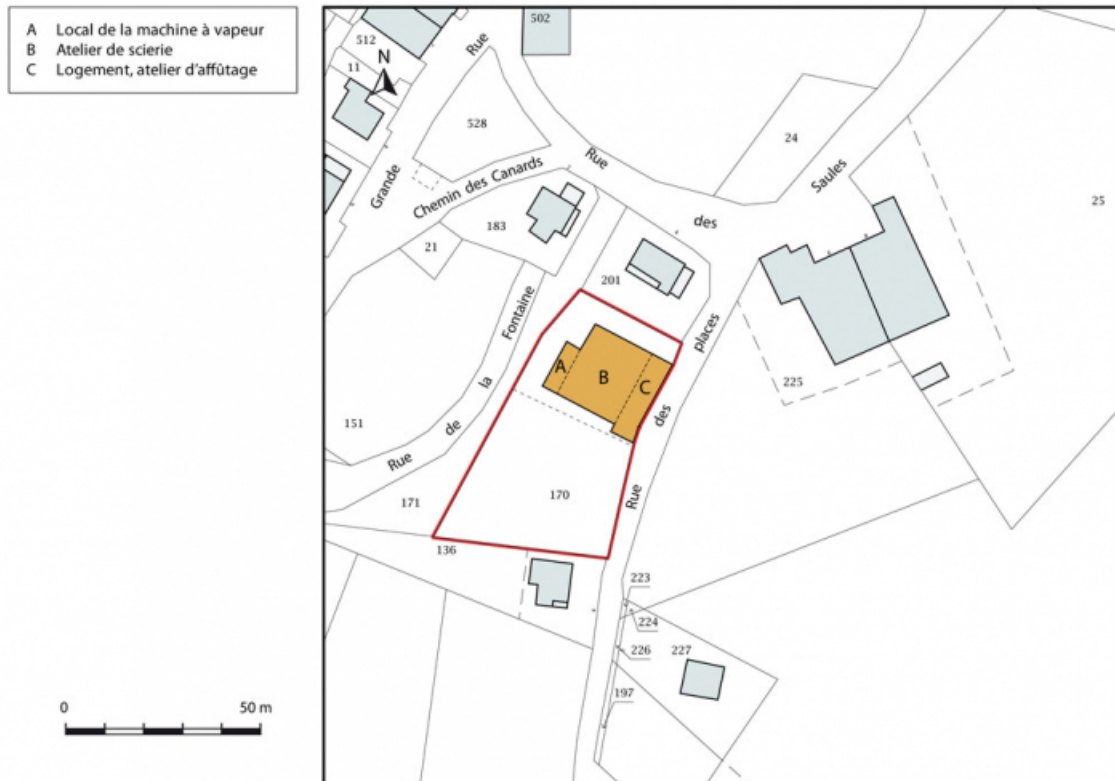 A Local de la machine à vapeur
B Atelier de scierie
C Logement, atelier d'affûtage
502
512
Rue
N
11
528
24
Rue
Grande
Chemin des Canards
Saules
25
183
des
21
201
Fontaine
places
A
B
C
225
la
des
151
de
Rue
170
Rue
171
136
223
224
226
227
197
0 50 m